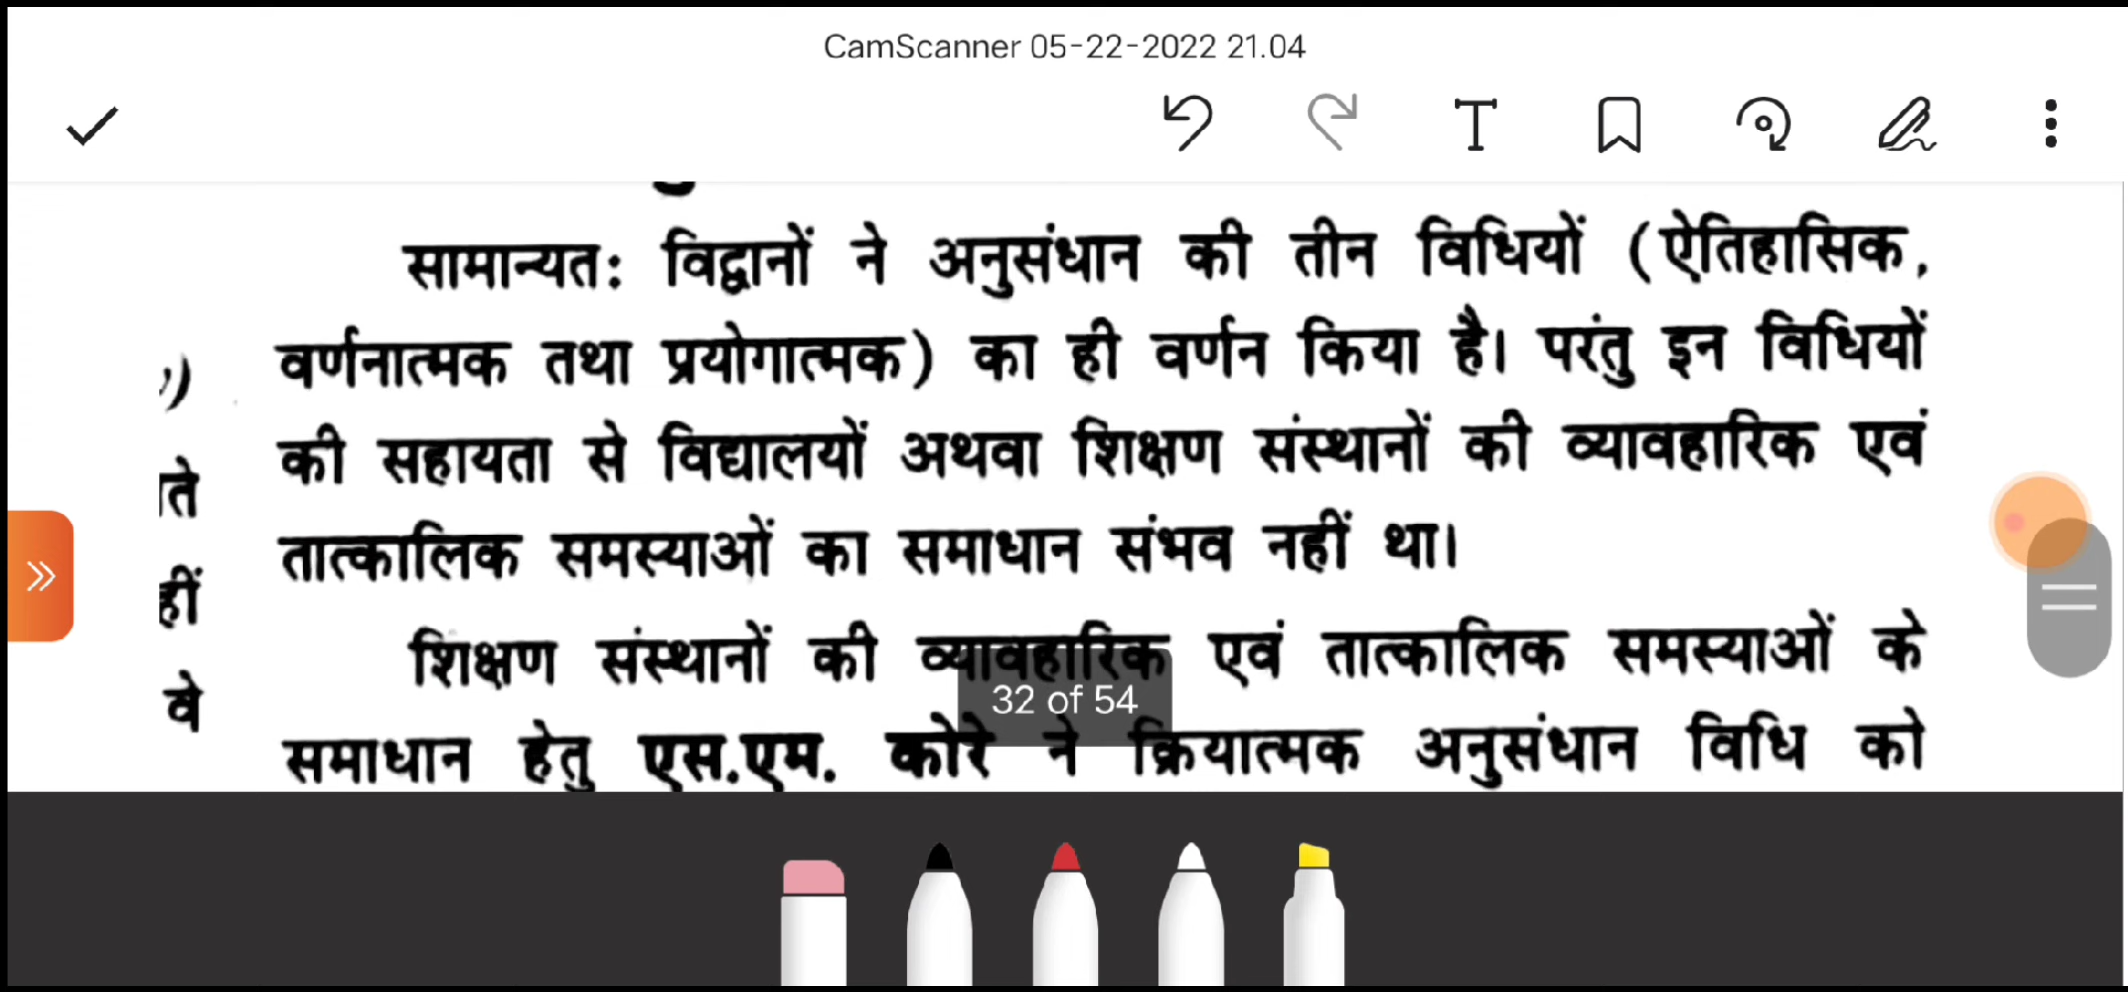 CamScanner 05-22-2022 21.04
सामान्यतः विद्वानों ने अनुसंधान की तीन विधियों (ऐतिहासिक,
वर्णनात्मक तथा प्रयोगात्मक) का ही वर्णन किया है। परंतु इन विधियों
की सहायता से विद्यालयों अथवा शिक्षण संस्थानों की व्यावहारिक एवं
तात्कालिक समस्याओं का समाधान संभव नहीं था।
शिक्षण संस्थानों की व्यावहारिक एवं तात्कालिक समस्याओं के
32 of 54
समाधान हेतु एस.एम. कोरे ने क्रियात्मक अनुसंधान विधि को